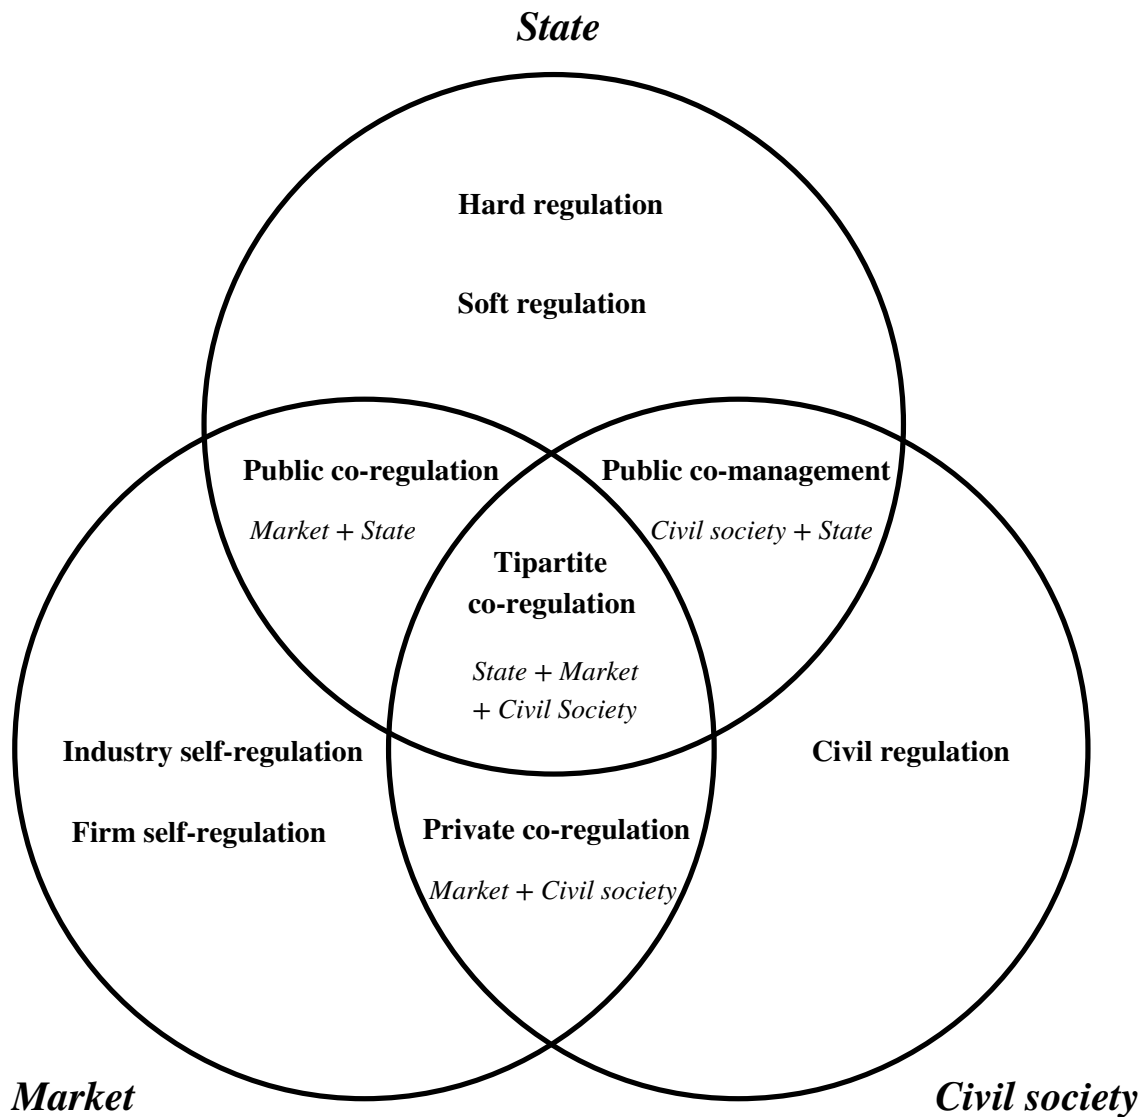 State
Hard regulation
Soft regulation
Public co-regulation
Market + State
Public co-management
Civil society + State
Tipartite
co-regulation
State + Market
+ Civil Society
Industry self-regulation
Firm self-regulation
Civil regulation
Private co-regulation
Market + Civil society
Market
Civil society